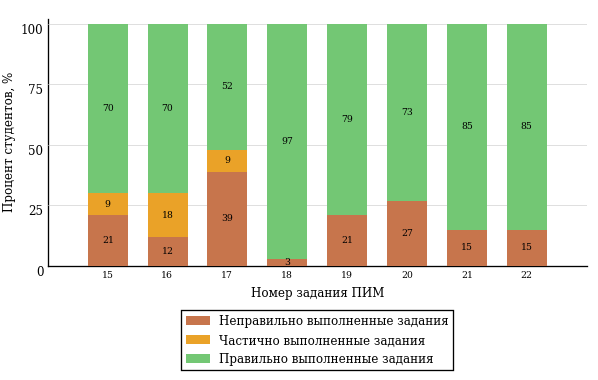 Процент студентов, %
100
75
50
25
0
70 70 52 97 79 73 85 85
9 18 9
21 12 39 3 21 27 15 15
15 16 17 18 19 20 21 22
Номер задания ПИМ
Неправильно выполненные задания
Частично выполненные задания
Правильно выполненные задания